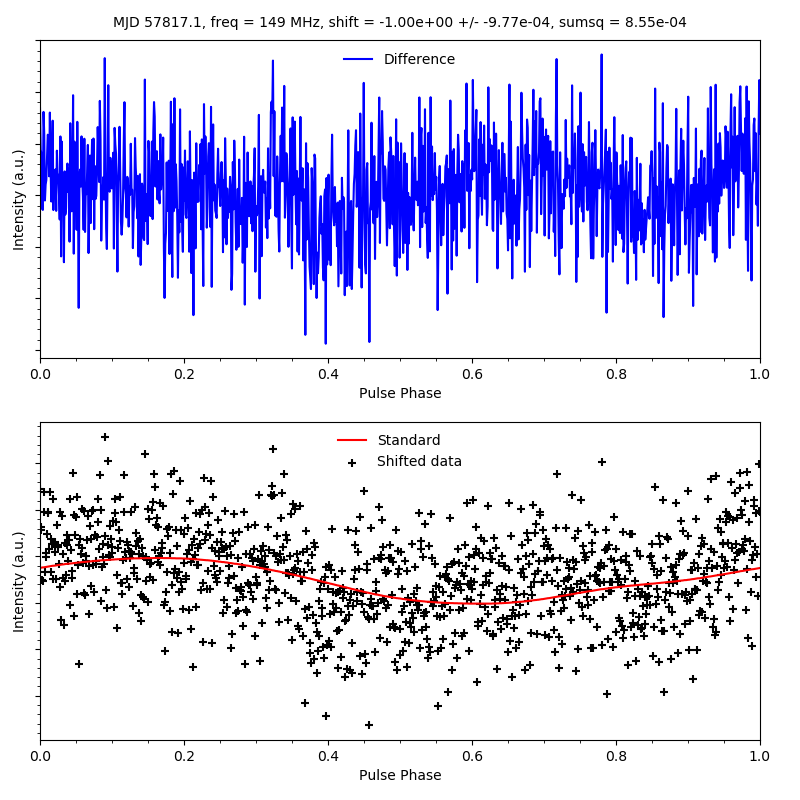 MJD 57817.1, freq = 149 MHz, shift = -1.00e+00 +/- -9.77e-04, sumsq = 8.55e-04
Difference
Intensity (a.u.)
0.0 0.2 0.4 0.6 0.8 1.0
Pulse Phase
Standard
Shifted data
Intensity (a.u.)
0.0 0.2 0.4 0.6 0.8 1.0
Pulse Phase